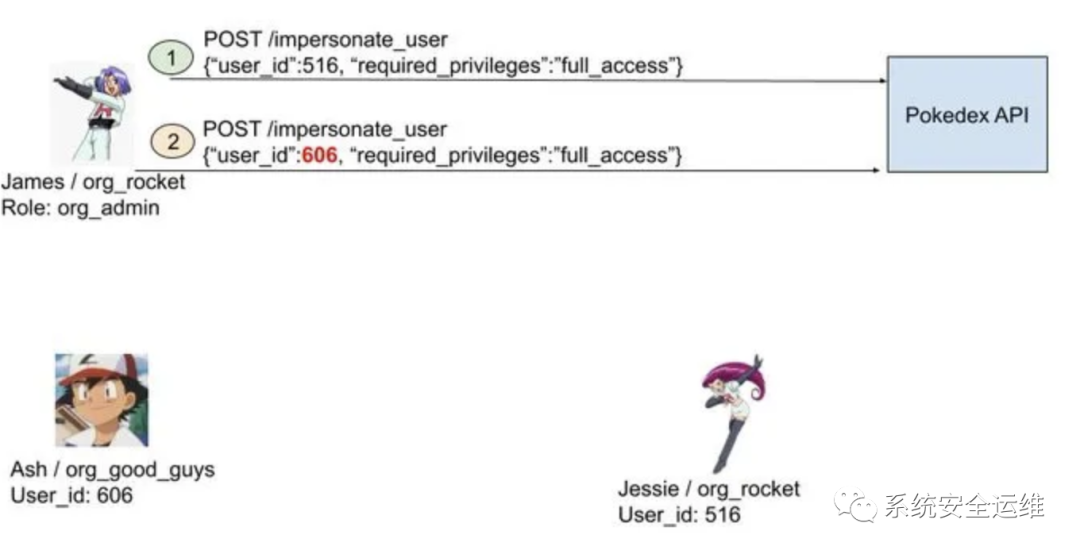 1
POST /impersonate_user
{“user_id”:516, “required_privileges”:”full_access”}
Pokedex API
2
POST /impersonate_user
{“user_id”:606, “required_privileges”:”full_access”}
James / org_rocket
Role: org_admin
Ash / org_good_guys
User_id: 606
Jessie / org_rocket
User_id: 516
系统安全运维